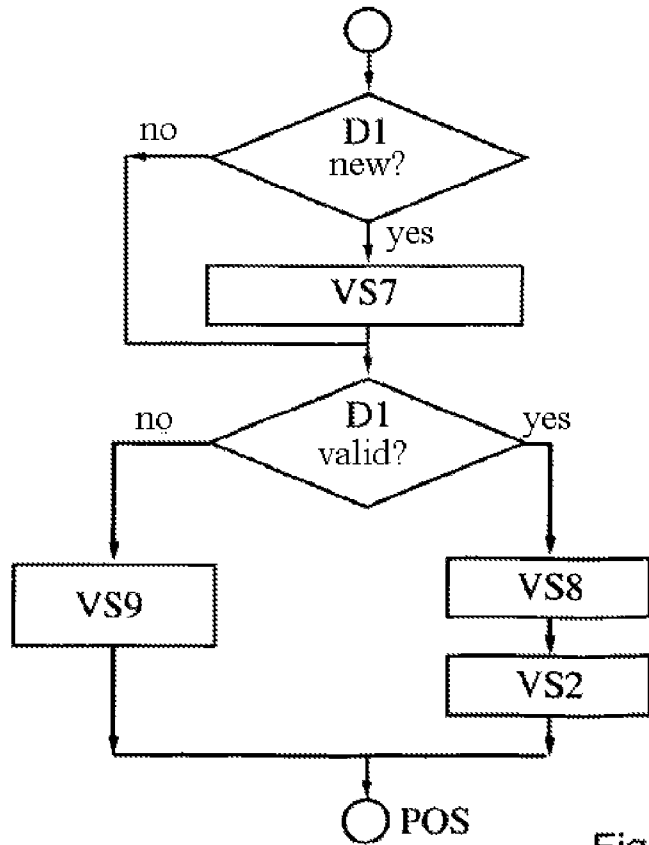 D1
new?
no
yes
VS7
D1
valid?
no
yes
VS9
VS8
VS2
POS